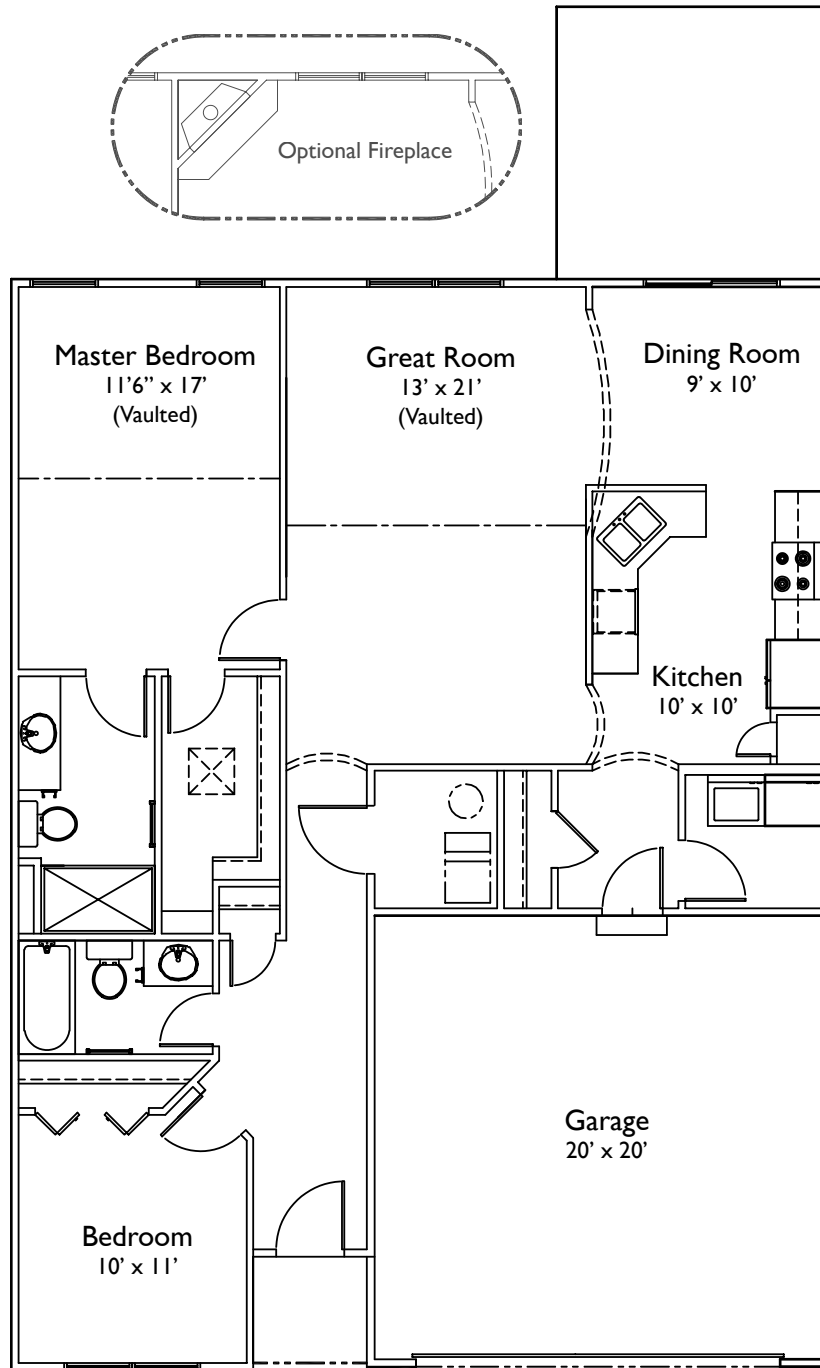 Optional Fireplace
Master Bedroom
11’6” x 17’
(Vaulted)
Great Room
13’ x 21’
(Vaulted)
Dining Room
9’ x 10’
Kitchen
10’ x 10’
Garage
20’ x 20’
Bedroom
10’ x 11’